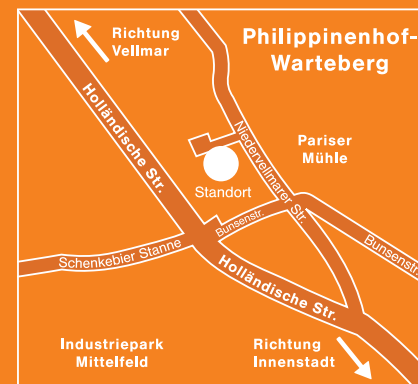 Richtung
Vellmar
Philippinenhof-
Warteberg
Holländische Str.
Niedervellmarer Str.
Pariser
Mühle
Standort
Bunsenstr.
Schenkebier Stanne
Bunsenstr.
Holländische Str.
Industriepark
Mittelfeld
Richtung
Innenstadt